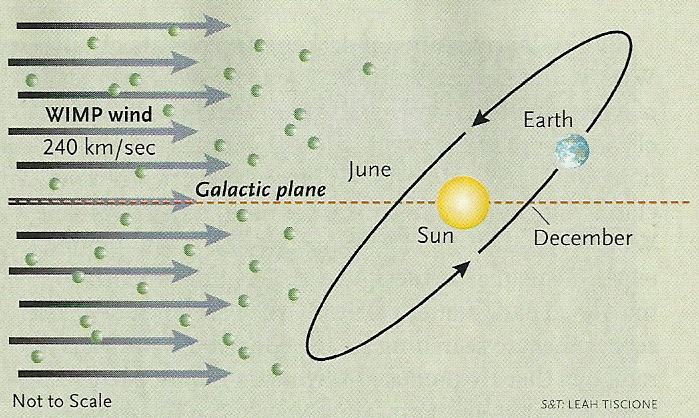 WIMP wind
240 km/sec
Galactic plane
June
Earth
Sun
December
Not to Scale
S&T: LEAH TISCIONE